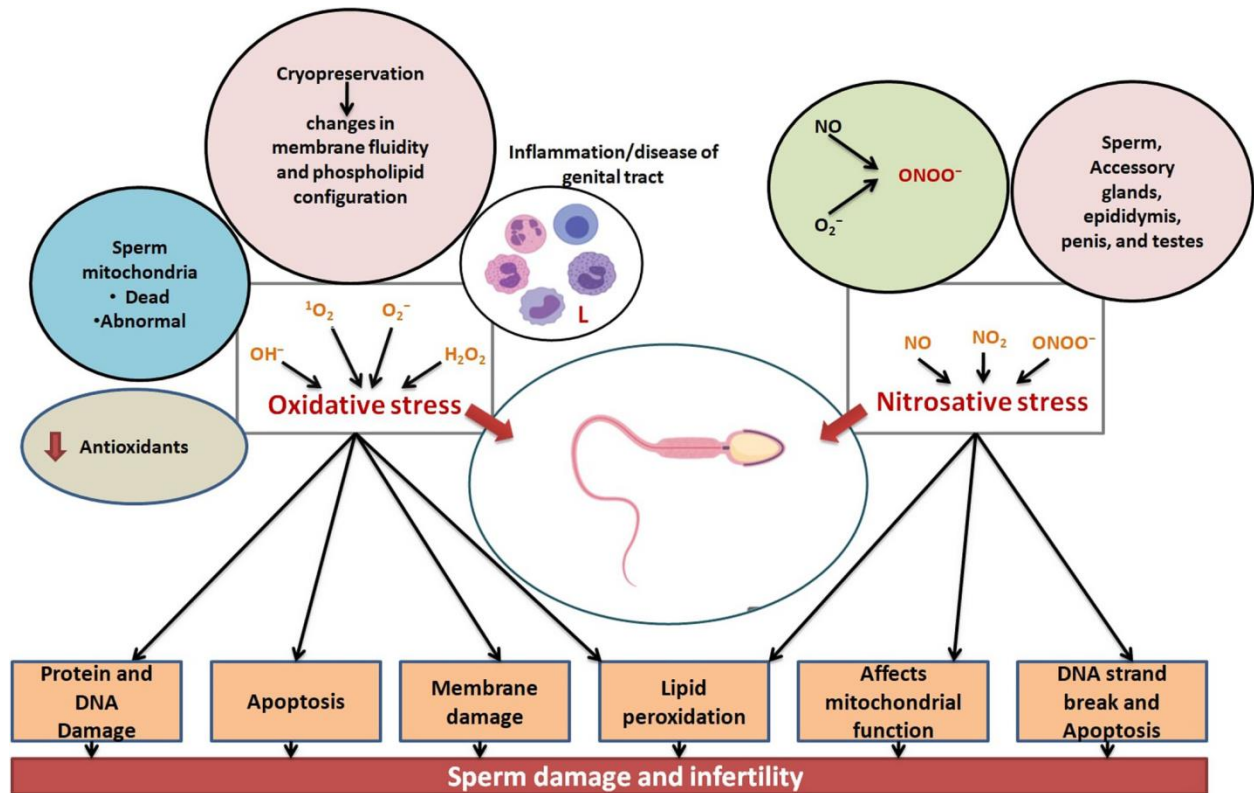 Cryopreservation
changes in
membrane fluidity
and phospholipid
configuration
Inflammation/disease of
genital tract
L
Sperm
mitochondria
• Dead
•Abnormal
Antioxidants
¹O₂
O₂⁻
OH⁻
H₂O₂
Oxidative stress
NO
O₂⁻
ONOO⁻
Sperm,
Accessory
glands,
epididymis,
penis, and testes
NO
NO₂
ONOO⁻
Nitrosative stress
Protein and
DNA
Damage
Apoptosis
Membrane
damage
Lipid
peroxidation
Affects
mitochondrial
function
DNA strand
break and
Apoptosis
Sperm damage and infertility